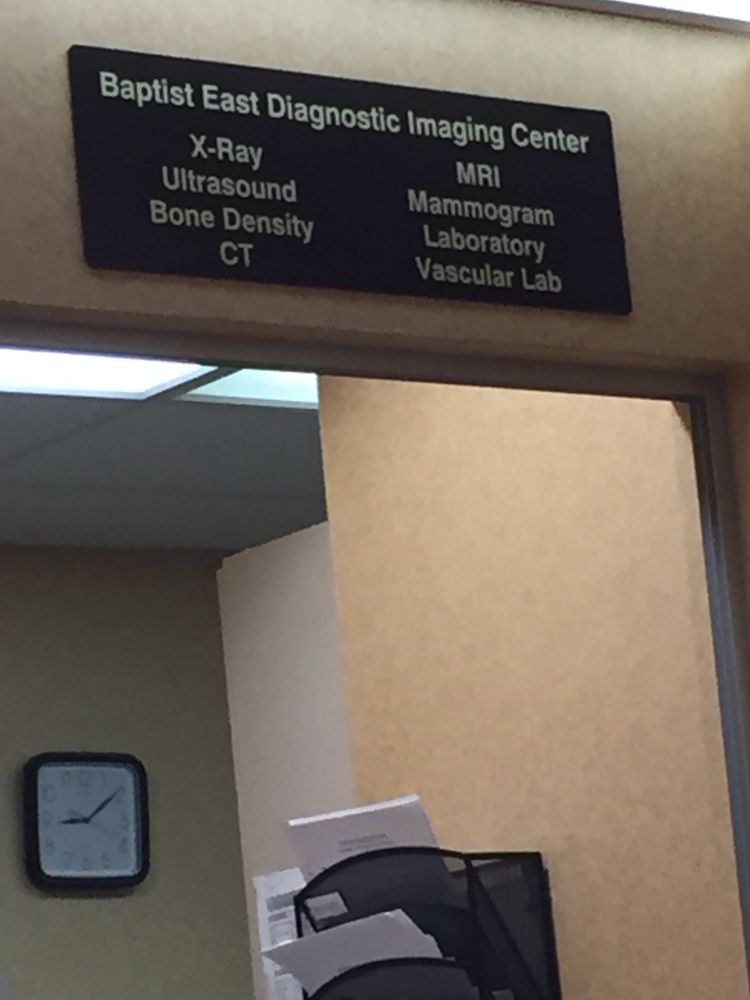 Baptist East Diagnostic Imaging Center
X-Ray
Ultrasound
Bone Density
CT
MRI
Mammogram
Laboratory
Vascular Lab